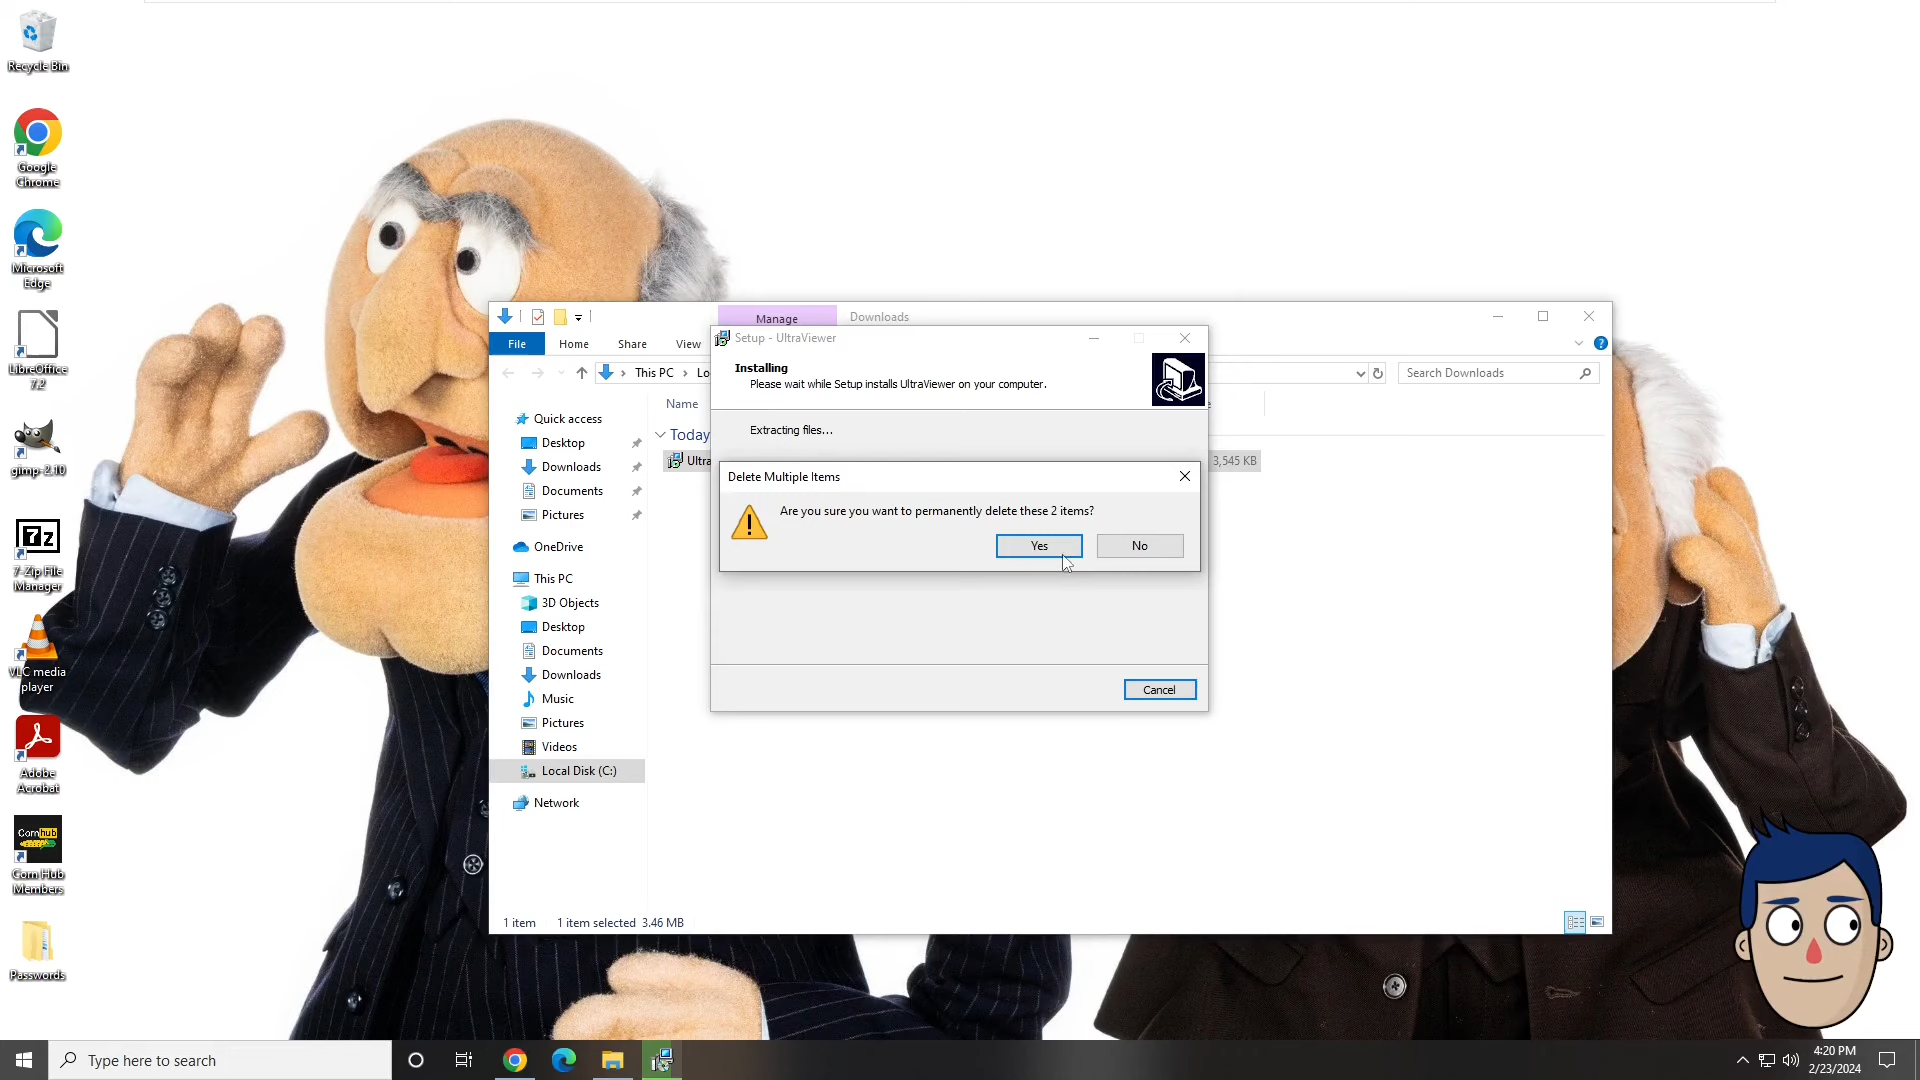 Recycle Bin
Google
Chrome
Microsoft
Edge
LibreOffice
7.2
gimp-2.10
7z
7-Zip File
Manager
VLC media
player
Adobe
Acrobat
Corn hub
Corn Hub
Members
Passwords
Manage
Downloads
File
Home
Share
View
This PC
Lo
Search Downloads
Quick access
Desktop
Downloads
Documents
Pictures
OneDrive
This PC
3D Objects
Desktop
Documents
Downloads
Music
Pictures
Videos
Local Disk (C:)
Network
Name
Today
Ultra
3,545 KB
1 item
1 item selected 3.46 MB
Setup - UltraViewer
Installing
Please wait while Setup installs UltraViewer on your computer.
Extracting files...
Delete Multiple Items
Are you sure you want to permanently delete these 2 items?
Yes
No
Cancel
Type here to search
4:20 PM
2/23/2024